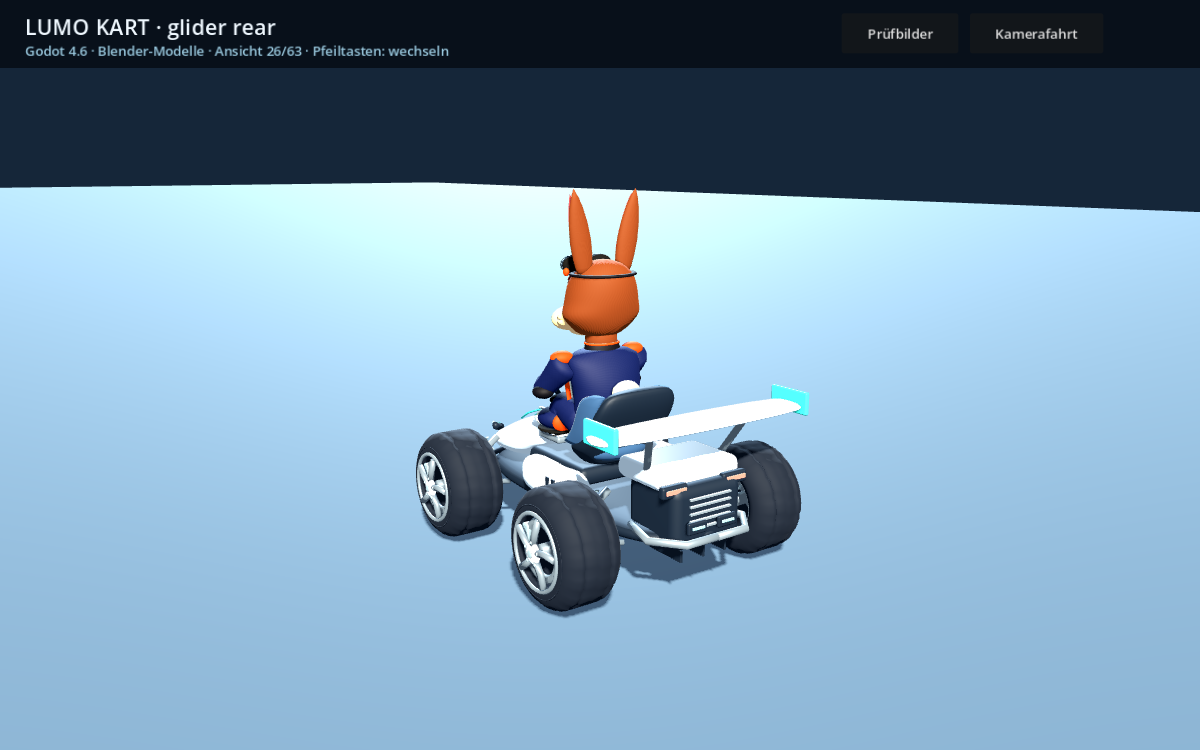 LUMO KART · glider rear
Godot 4.6 · Blender-Modelle · Ansicht 26/63 · Pfeiltasten: wechseln
Prüfbilder
Kamerafahrt